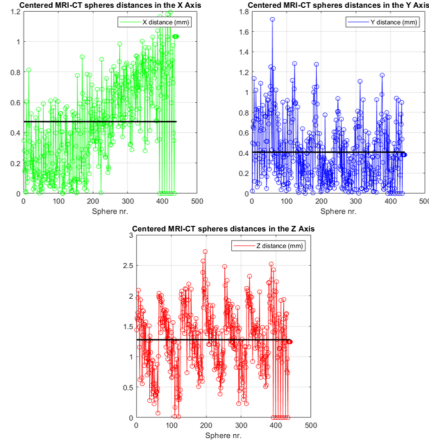 Centered MRI-CT spheres distances in the X Axis
1.2
1
0.8
0.6
0.4
0.2
0
X distance (mm)
0 100 200 300 400 500
Sphere nr.
Centered MRI-CT spheres distances in the Y Axis
1.8
1.6
1.4
1.2
1
0.8
0.6
0.4
0.2
0
Y distance (mm)
0 100 200 300 400 500
Sphere nr.
Centered MRI-CT spheres distances in the Z Axis
3
2.5
2
1.5
1
0.5
0
Z distance (mm)
0 100 200 300 400 500
Sphere nr.